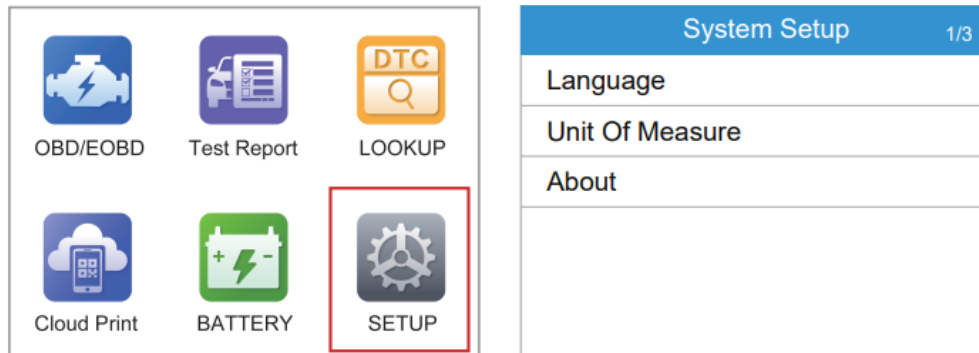 DTC
OBD/EOBD
Test Report
LOOKUP
+ -
Cloud Print
BATTERY
SETUP
System Setup 1/3
Language
Unit Of Measure
About